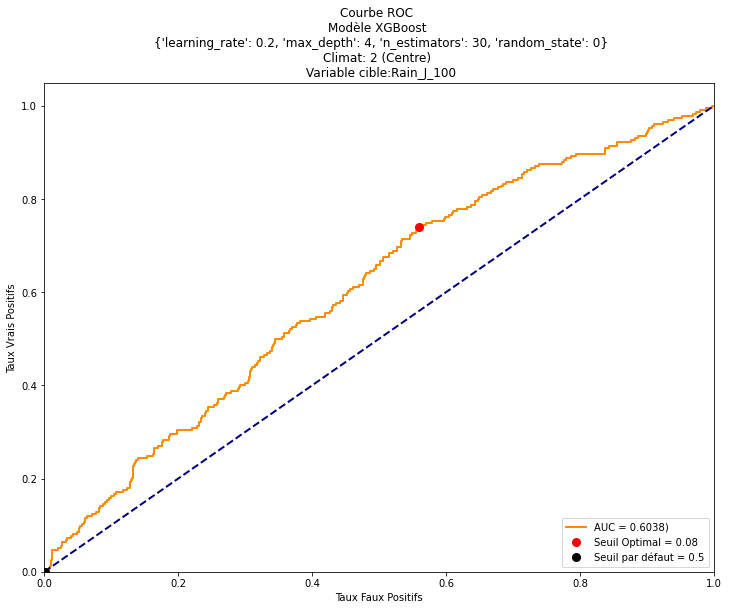 Courbe ROC
Modèle XGBoost
{'learning_rate': 0.2, 'max_depth': 4, 'n_estimators': 30, 'random_state': 0}
Climat: 2 (Centre)
Variable cible:Rain_J_100
1.0
0.8
0.6
0.4
0.2
0.0
Taux Vrais Positifs
AUC = 0.6038)
Seuil Optimal = 0.08
Seuil par défaut = 0.5
0.0 0.2 0.4 0.6 0.8 1.0
Taux Faux Positifs